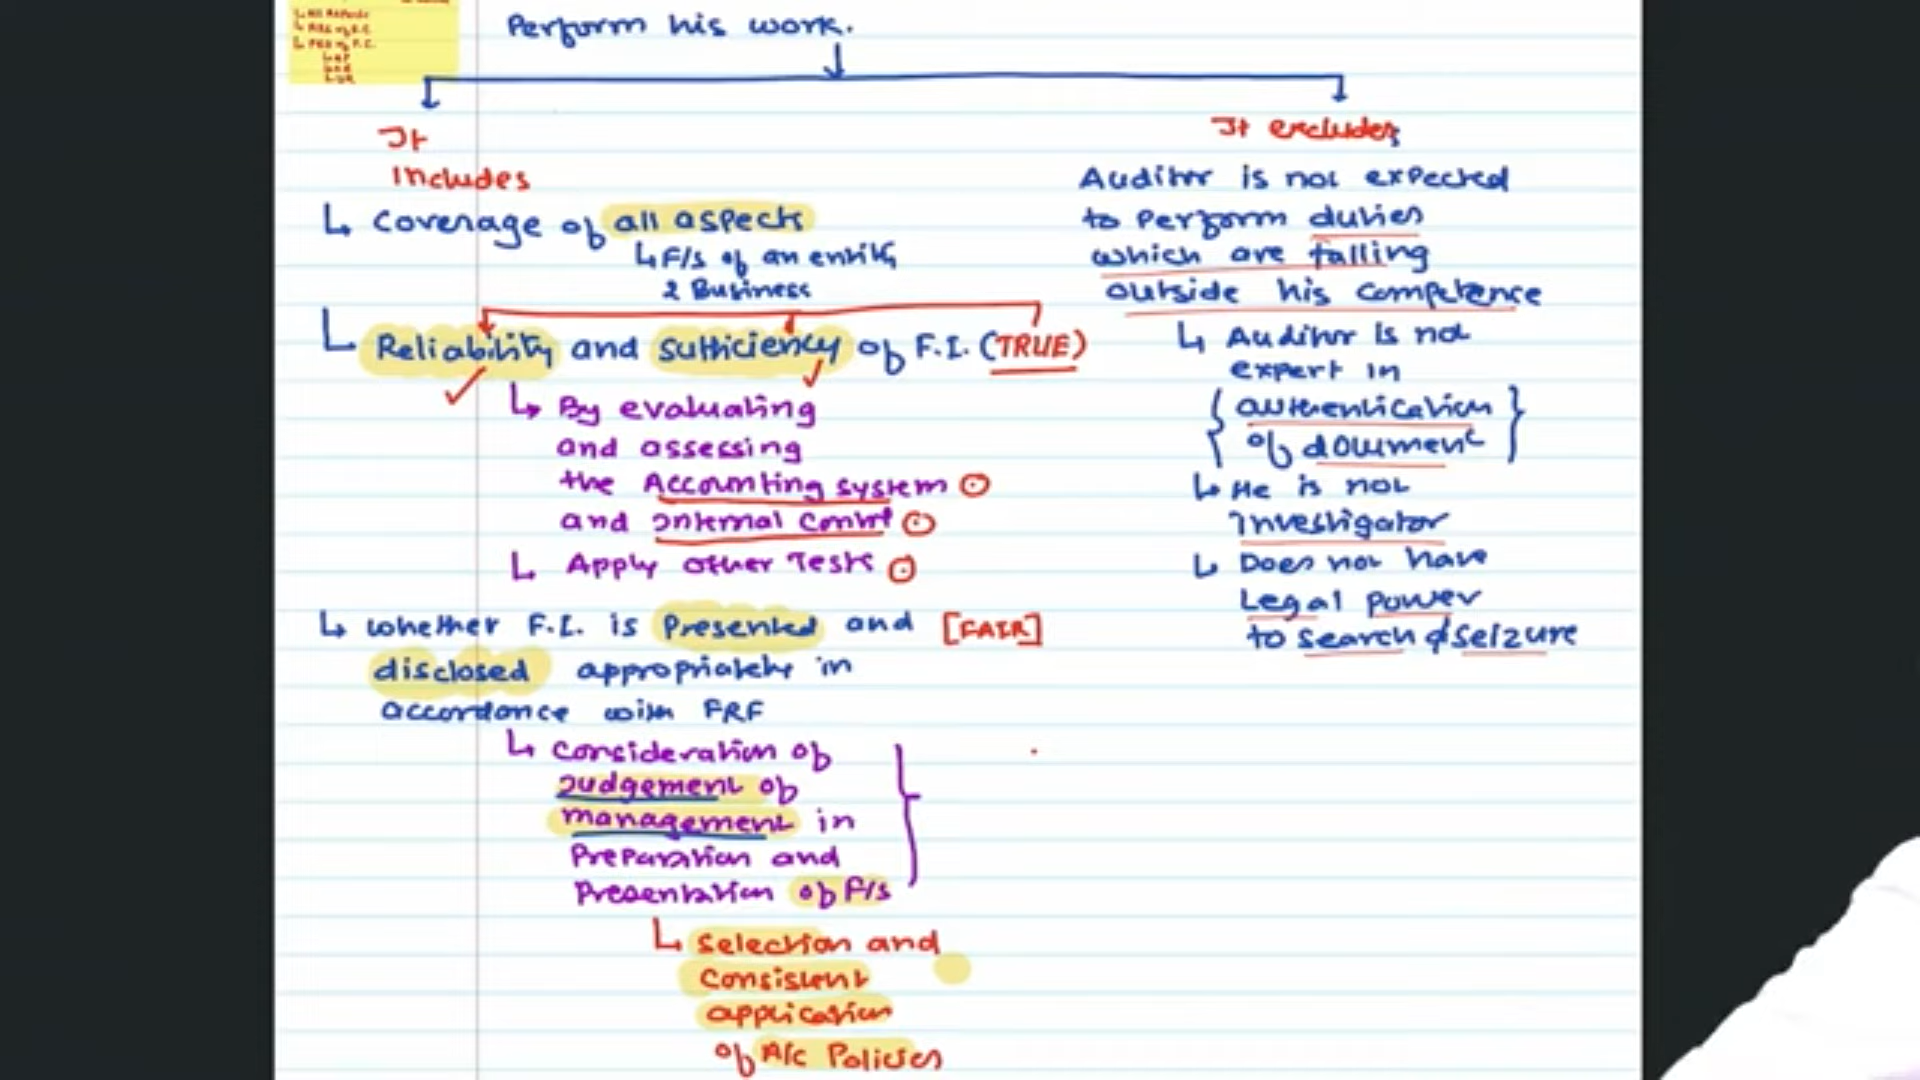 Perform his work.
It
Includes
Coverage of all aspects
F/s of an entity
& Business
Reliability and sufficiency of F.I. (TRUE)
By evaluating
and assessing
the Accounting system
and Internal Control
Apply other Tests
whether F.I. is Presented and [FAIR]
disclosed appropriately in
accordance with FRF
Consideration of
Judgement of
management in
Preparation and
Presentation of F/s
Selection and
Consistent
application
of A/c Policies
It excludes
Auditor is not expected
to perform duties
which are falling
outside his competence
Auditor is not
expert in
{ authentication }
of document
He is not
Investigator
Does not have
Legal power
to search & seizure